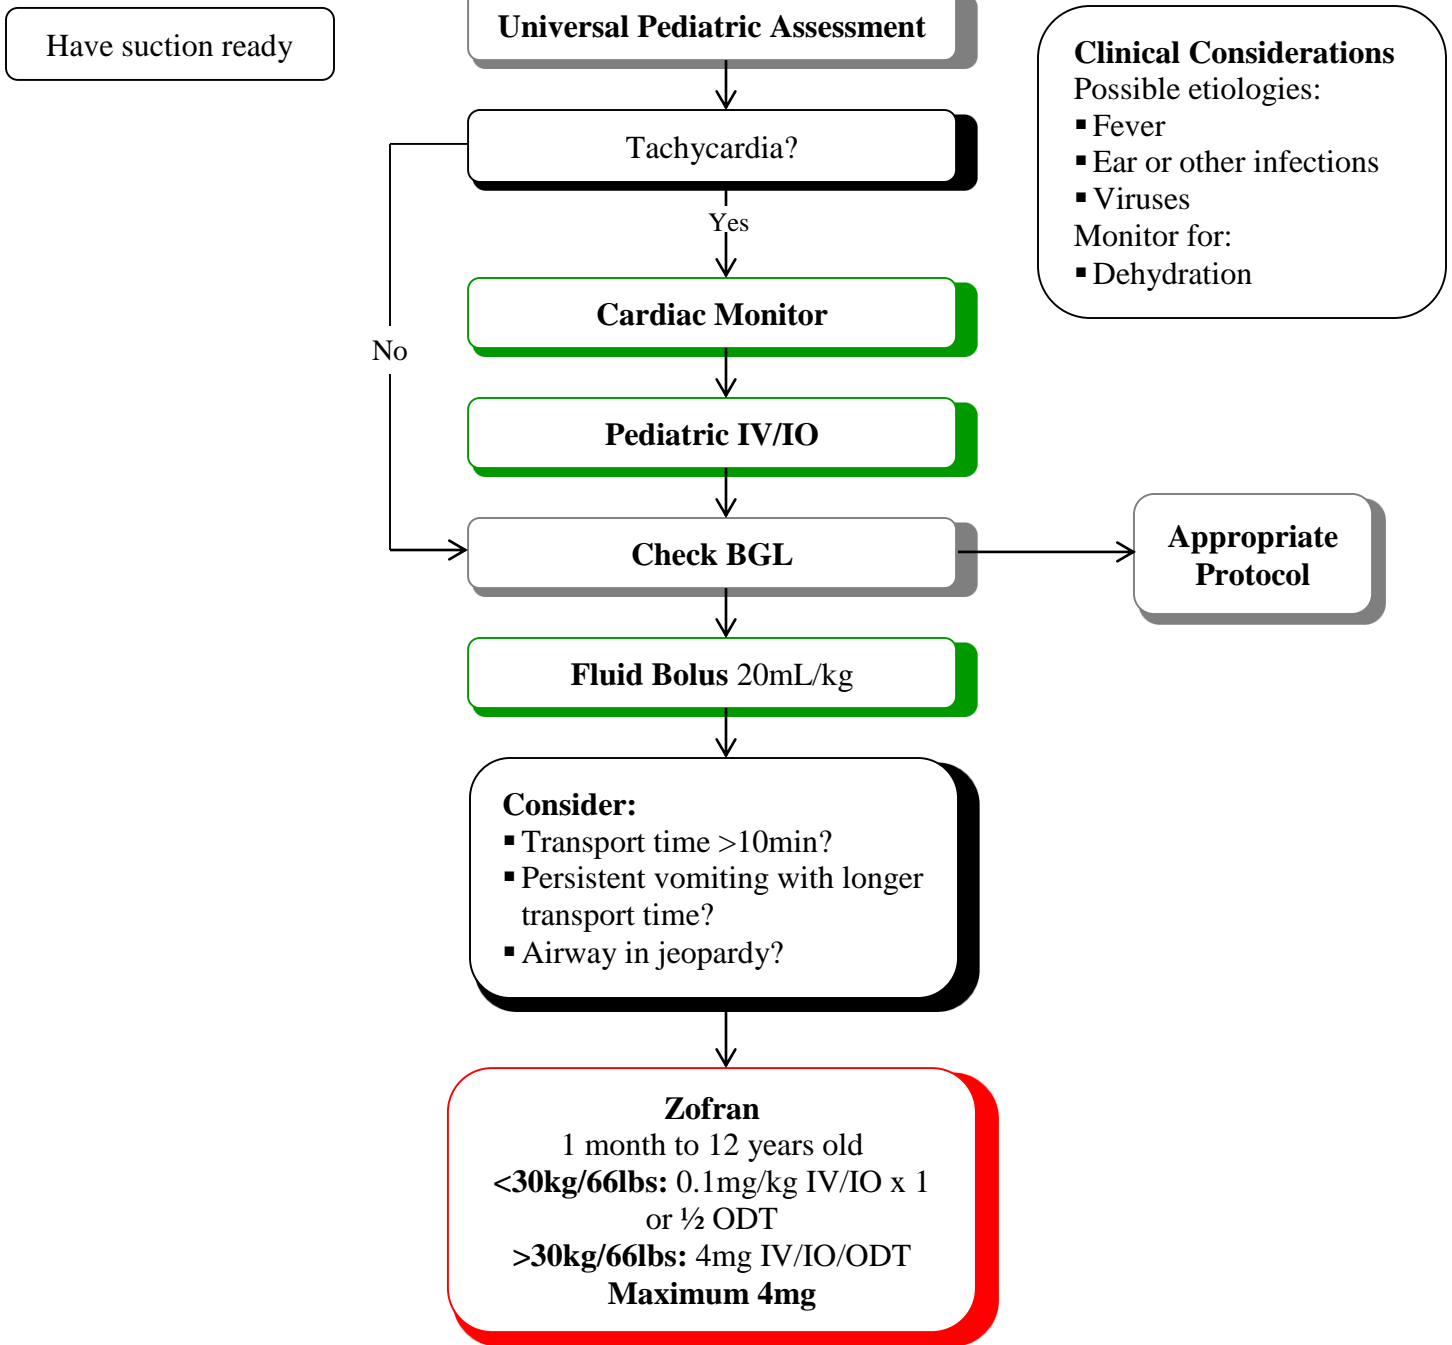 Have suction ready
Universal Pediatric Assessment
Clinical Considerations
Possible etiologies:
▪ Fever
▪ Ear or other infections
▪ Viruses
Monitor for:
▪ Dehydration
Tachycardia?
Yes
No
Cardiac Monitor
Pediatric IV/IO
Check BGL
Appropriate
Protocol
Fluid Bolus 20mL/kg
Consider:
▪ Transport time >10min?
▪ Persistent vomiting with longer
transport time?
▪ Airway in jeopardy?
Zofran
1 month to 12 years old
<30kg/66lbs: 0.1mg/kg IV/IO x 1
or ½ ODT
>30kg/66lbs: 4mg IV/IO/ODT
Maximum 4mg